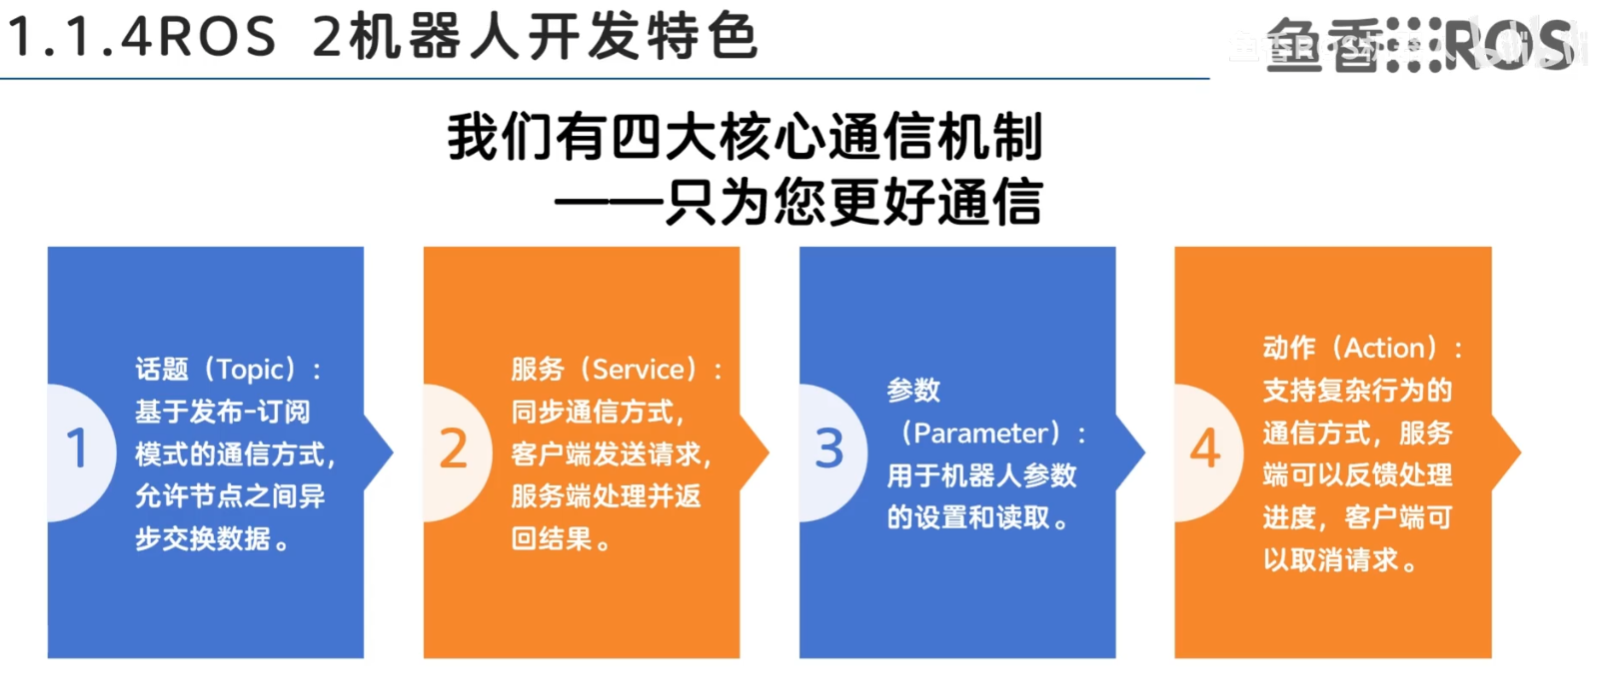 1.1.4ROS 2机器人开发特色
鱼香ROS
我们有四大核心通信机制
——只为您更好通信
1
话题（Topic）:
基于发布-订阅
模式的通信方式，
允许节点之间异
步交换数据。
2
服务（Service）:
同步通信方式，
客户端发送请求，
服务端处理并返
回结果。
3
参数
（Parameter）:
用于机器人参数
的设置和读取。
4
动作（Action）:
支持复杂行为的
通信方式，服务
端可以反馈处理
进度，客户端可
以取消请求。